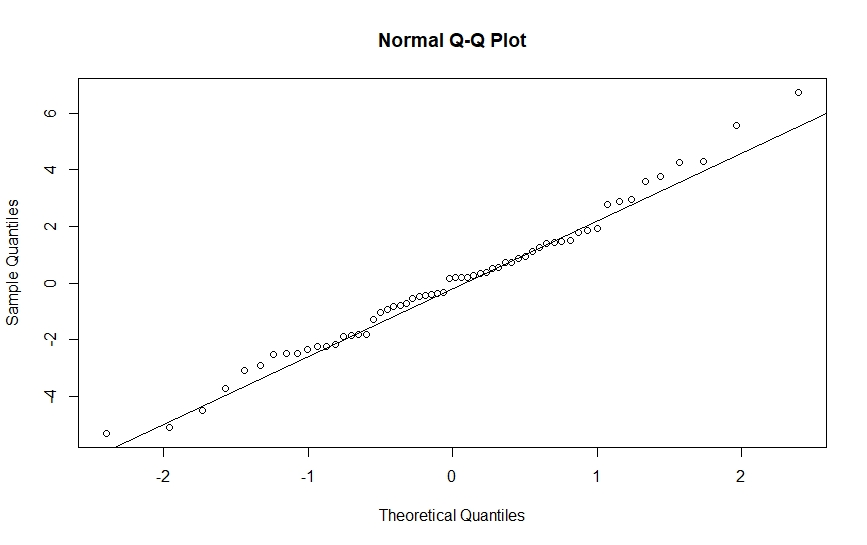 Normal Q-Q Plot
6
4
2
0
-2
-4
Sample Quantiles
-2 -1 0 1 2
Theoretical Quantiles